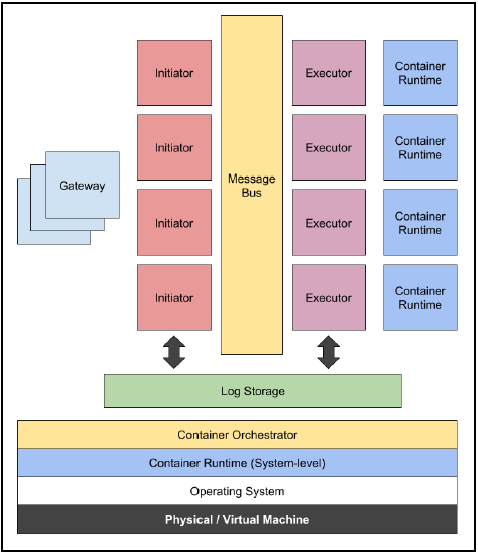 Gateway
Initiator
Initiator
Initiator
Initiator
Message
Bus
Executor
Executor
Executor
Executor
Container
Runtime
Container
Runtime
Container
Runtime
Container
Runtime
Log Storage
Container Orchestrator
Container Runtime (System-level)
Operating System
Physical / Virtual Machine